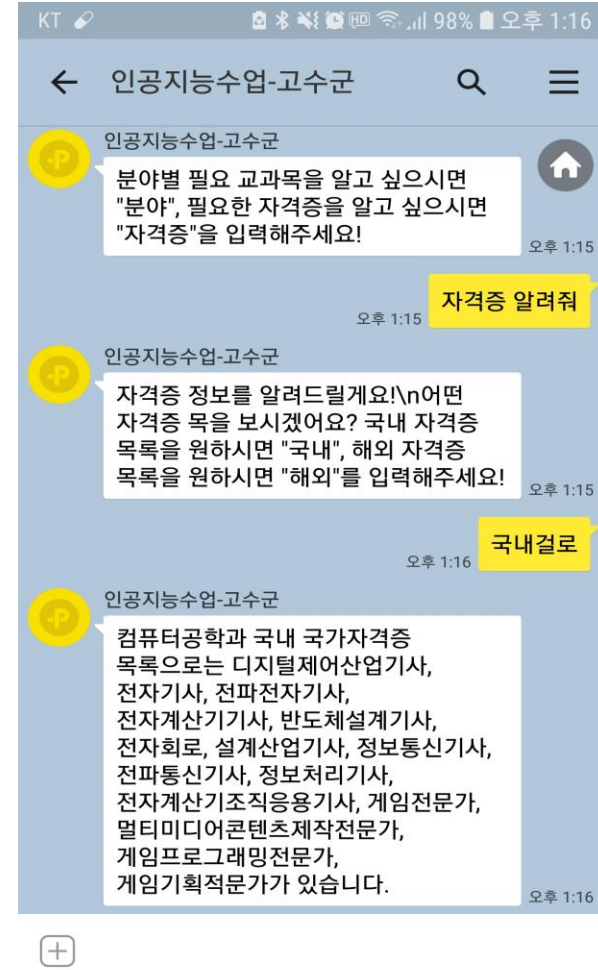 KT 98% 오후 1:16
인공지능수업-고수군
인공지능수업-고수군
분야별 필요 교과목을 알고 싶으시면
"분야", 필요한 자격증을 알고 싶으시면
"자격증"을 입력해주세요!
오후 1:15
자격증 알려줘
오후 1:15
인공지능수업-고수군
자격증 정보를 알려드릴게요!\n어떤
자격증 목을 보시겠어요? 국내 자격증
목록을 원하시면 "국내", 해외 자격증
목록을 원하시면 "해외"를 입력해주세요!
오후 1:15
국내걸로
오후 1:16
인공지능수업-고수군
컴퓨터공학과 국내 국가자격증
목록으로는 디지털제어산업기사,
전자기사, 전파전자기사,
전자계산기기사, 반도체설계기사,
전자회로, 설계산업기사, 정보통신기사,
전파통신기사, 정보처리기사,
전자계산기조직응용기사, 게임전문가,
멀티미디어콘텐츠제작전문가,
게임프로그래밍전문가,
게임기획적문가가 있습니다.
오후 1:16